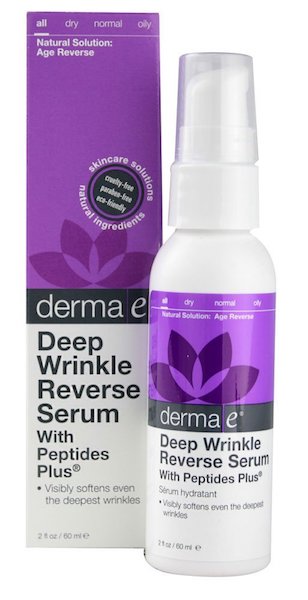 all dry normal oily
Natural Solution:
Age Reverse
skincare solutions
cruelty-free
paraben-free
eco-friendly
natural ingredients
derma e
Deep
Wrinkle
Reverse
Serum
With
Peptides
Plus®
• Visibly softens even
the deepest wrinkles
2 fl oz / 60 ml ℮
all dry normal oily
Natural Solution: Age Reverse
derma e®
Deep Wrinkle
Reverse Serum
With Peptides Plus®
Sérum hydratant
• Visibly softens even the deepest
wrinkles
2 fl oz / 60 ml ℮